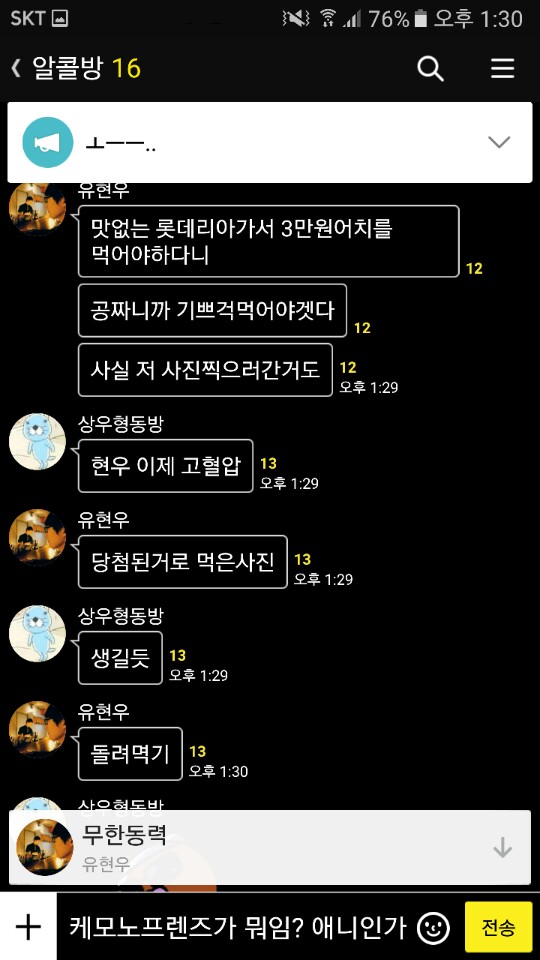 SKT 76% 오후 1:30
알콜방 16
ㅗㅡㅡ..
유현우
맛없는 롯데리아가서 3만원어치를
먹어야하다니
12
공짜니까 기쁘걱먹어야겟다
12
사실 저 사진찍으러간거도
12
오후 1:29
상우형동방
현우 이제 고혈압
13
오후 1:29
유현우
당첨된거로 먹은사진
13
오후 1:29
상우형동방
생길듯
13
오후 1:29
유현우
돌려먁기
13
오후 1:30
상우형동방
무한동력
유현우
케모노프렌즈가 뭐임? 애니인가
전송